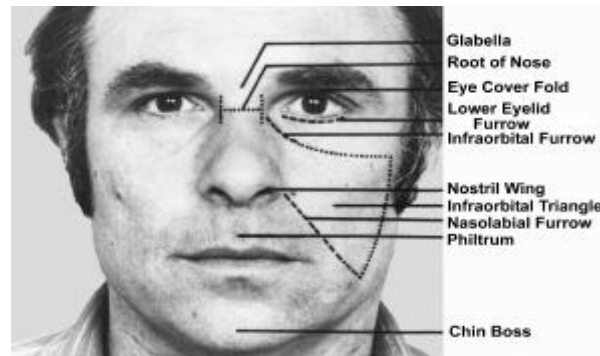 Glabella
Root of Nose
Eye Cover Fold
Lower Eyelid
Furrow
Infraorbital Furrow
Nostril Wing
Infraorbital Triangle
Nasolabial Furrow
Philtrum
Chin Boss